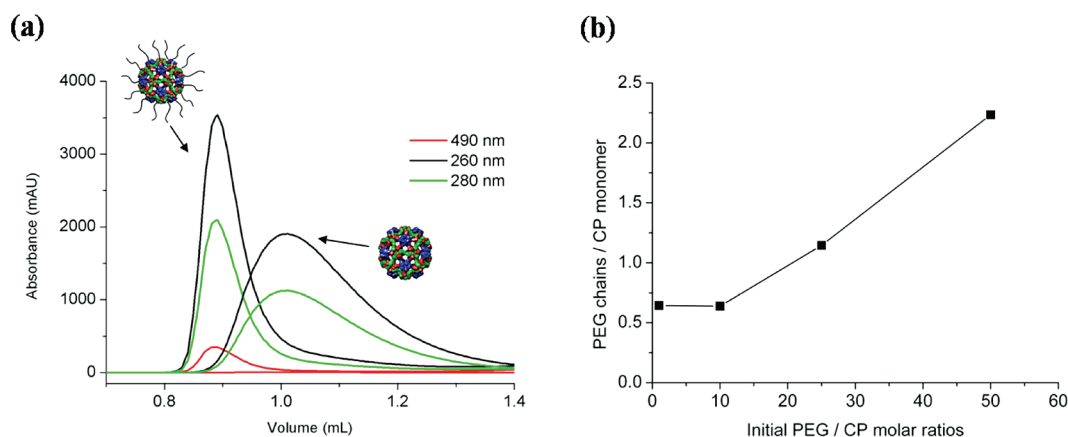 (a)
Absorbance (mAU)
4000
3000
2000
1000
0
490 nm
260 nm
280 nm
0.8
1.0
1.2
1.4
Volume (mL)
(b)
PEG chains / CP monomer
2.5
2.0
1.5
1.0
0.5
0.0
0
10
20
30
40
50
60
Initial PEG / CP molar ratios